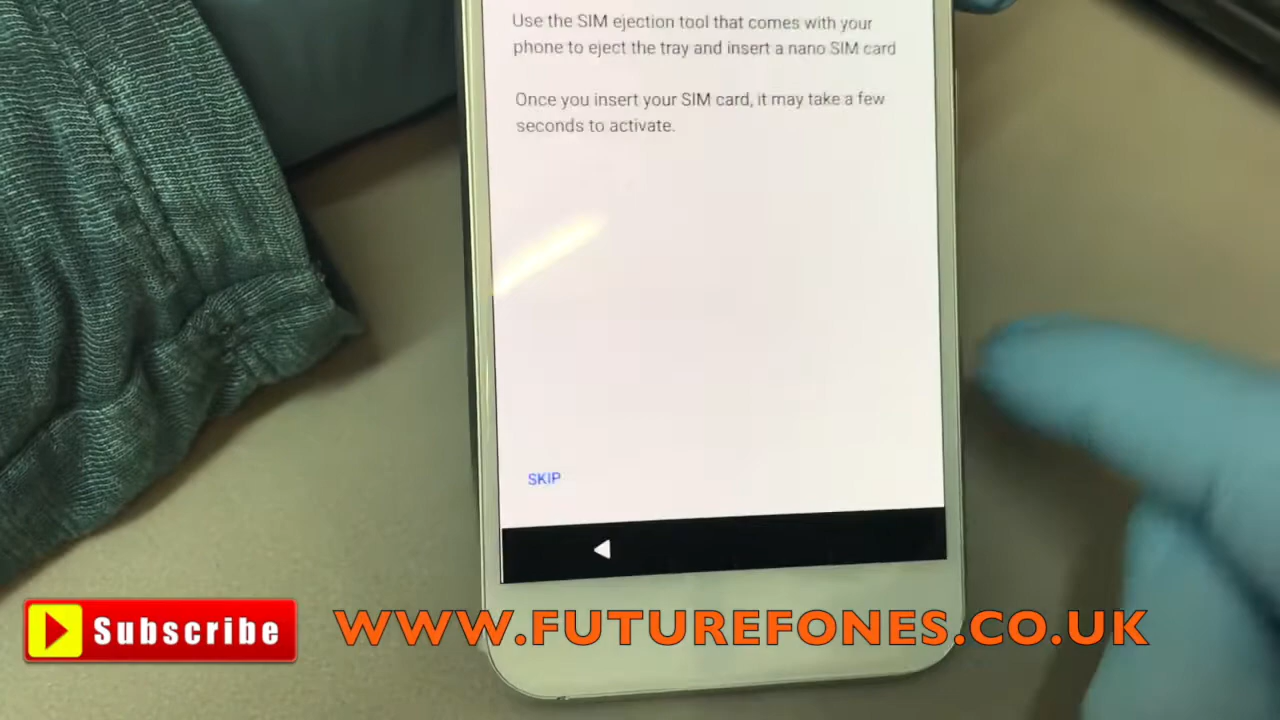 Use the SIM ejection tool that comes with your
phone to eject the tray and insert a nano SIM card
Once you insert your SIM card, it may take a few
seconds to activate.
SKIP
Subscribe
WWW.FUTUREFONES.CO.UK